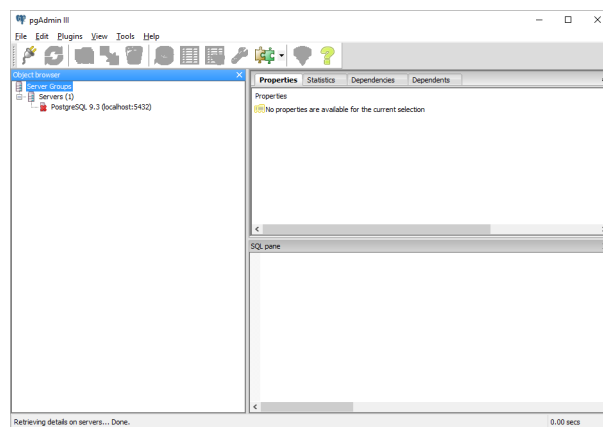 pgAdmin III
File Edit Plugins View Tools Help
Object browser
Server Groups
Servers (1)
PostgreSQL 9.3 (localhost:5432)
Properties Statistics Dependencies Dependents
Properties
No properties are available for the current selection
SQL pane
Retrieving details on servers... Done.
0.00 secs